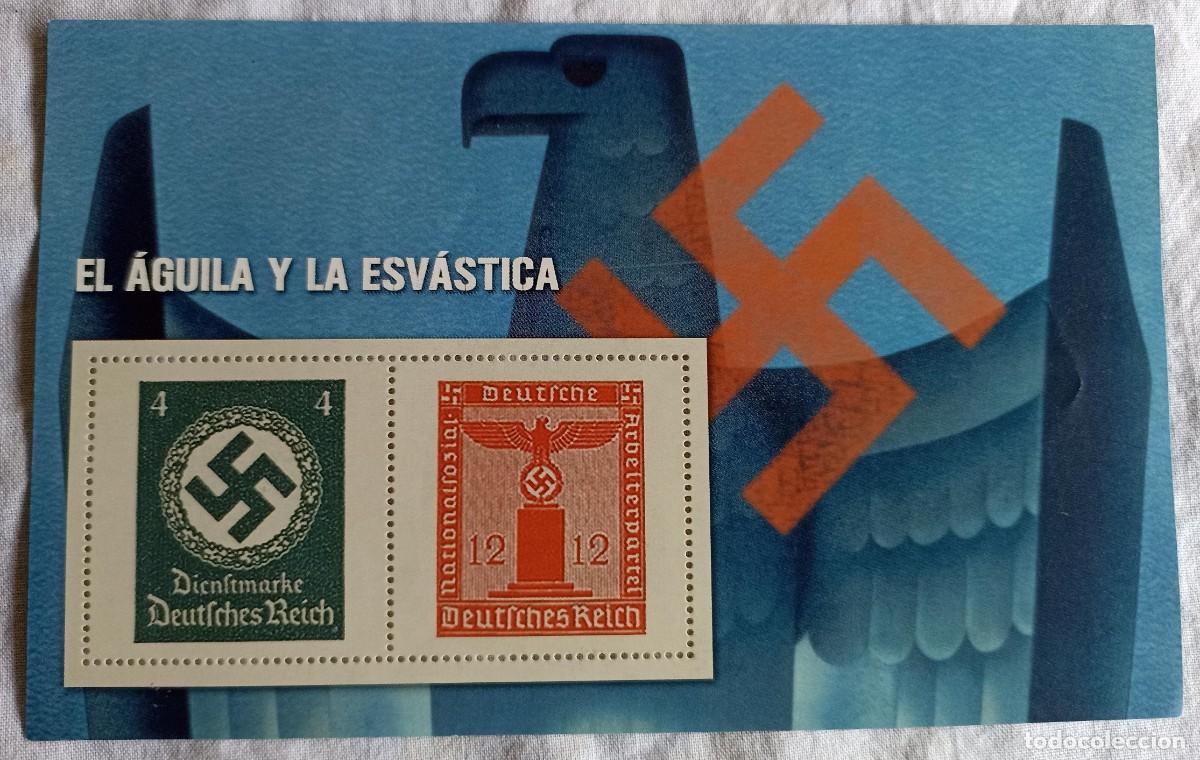 EL ÁGUILA Y LA ESVÁSTICA
4 4
Dienstmarke
Deutsches Reich
Deutsche
Nationalsozial.
Arbeiterpartei
12 12
Deutsches Reich
todocoleccion